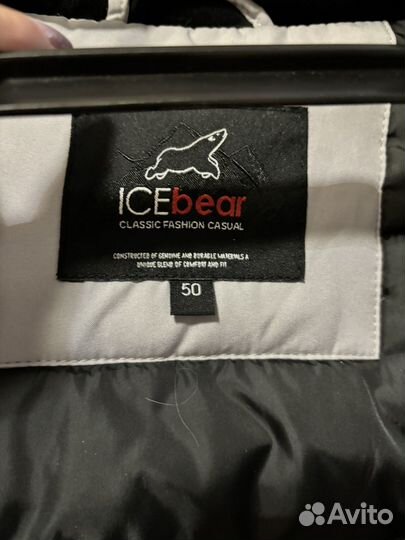 ICEbear
CLASSIC FASHION CASUAL
CONSTRUCTED OF GENUINE AND DURABLE MATERIALS A
UNIQUE BLEND OF COMFORT AND FIT
50
Avito